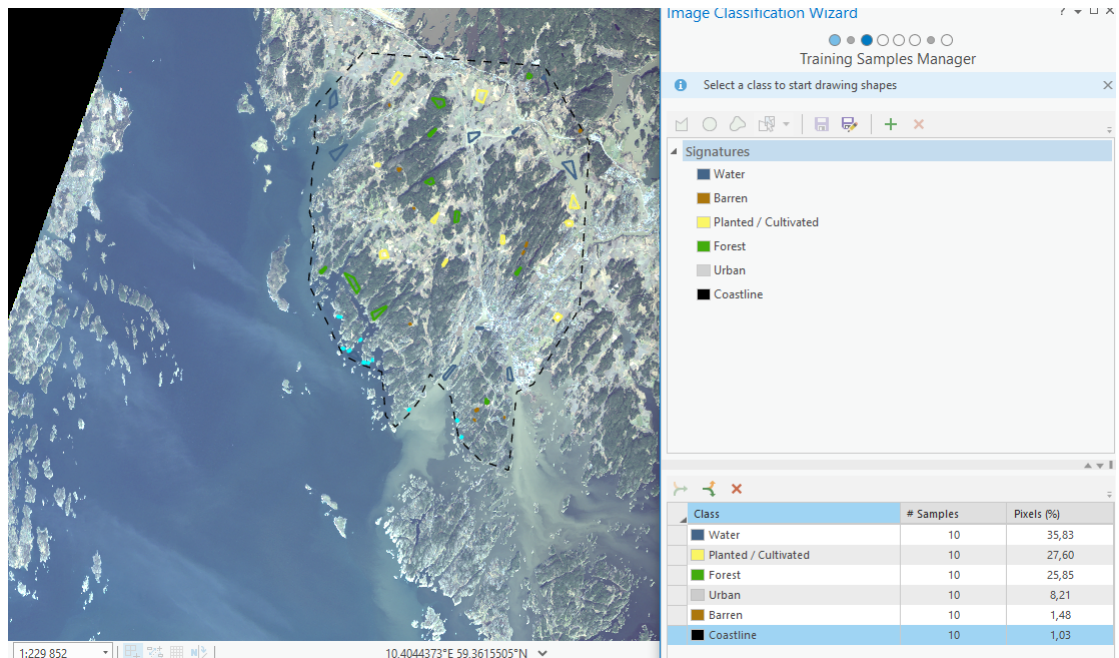 Image Classification Wizard
Training Samples Manager
Select a class to start drawing shapes
Signatures
Water
Barren
Planted / Cultivated
Forest
Urban
Coastline
Class # Samples Pixels (%)
Water 10 35,83
Planted / Cultivated 10 27,60
Forest 10 25,85
Urban 10 8,21
Barren 10 1,48
Coastline 10 1,03
1:229 852 10.4044373°E 59.3615505°N